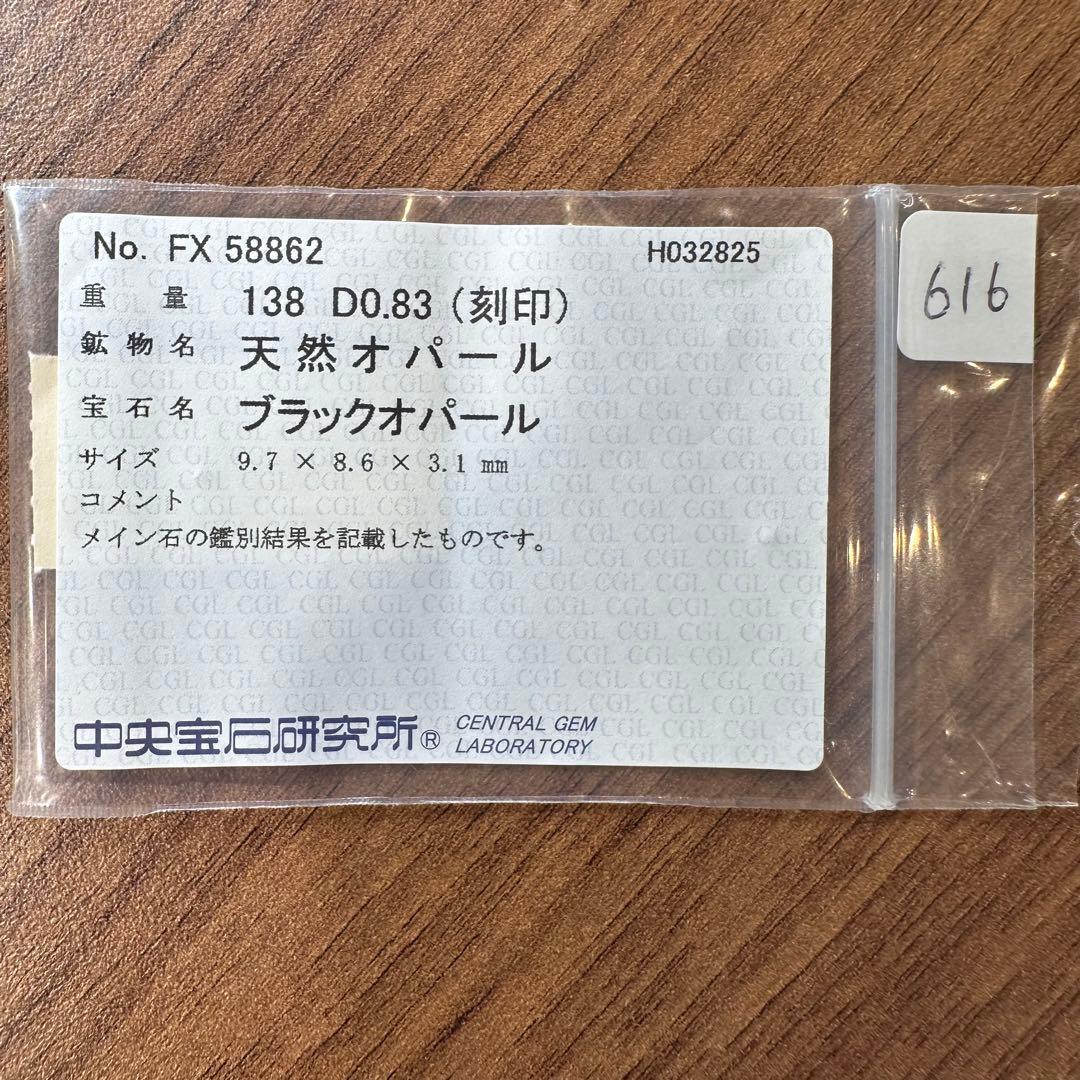 No. FX 58862 H032825
616
重量 138 D0.83 (刻印)
鉱物名 天然オパール
宝石名 ブラックオパール
サイズ 9.7 × 8.6 × 3.1 mm
コメント
メイン石の鑑別結果を記載したものです。
中央宝石研究所® CENTRAL GEM
LABORATORY